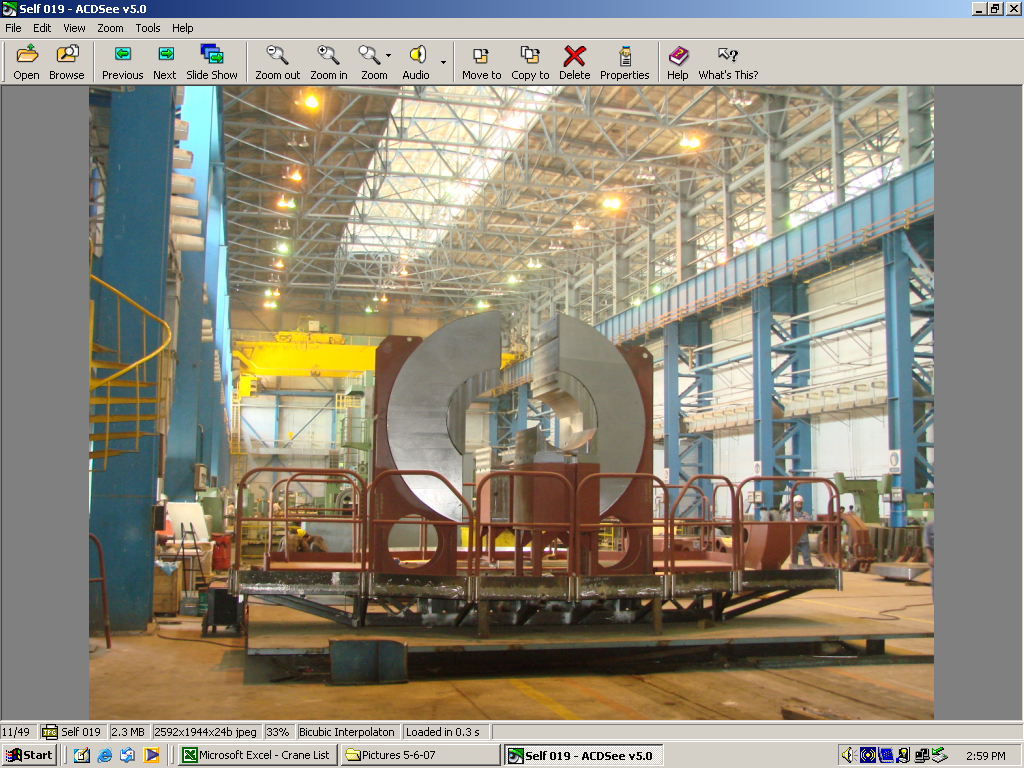 Self 019 - ACDSee v5.0
File Edit View Zoom Tools Help
Open Browse Previous Next Slide Show Zoom out Zoom in Zoom Audio Move to Copy to Delete Properties Help What's This?
11/49 JPG Self 019 2.3 MB 2592x1944x24b jpeg 33% Bicubic Interpolaton Loaded in 0.3 s
Start Microsoft Excel - Crane List Pictures 5-6-07 Self 019 - ACDSee v5.0 2:59 PM